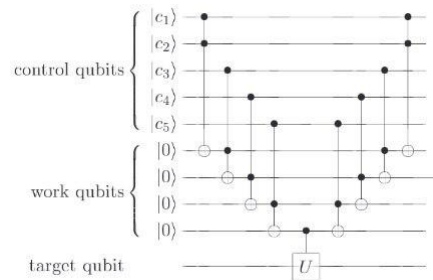 |c₁⟩
|c₂⟩
control qubits |c₃⟩
|c₄⟩
|c₅⟩
|0⟩
work qubits |0⟩
|0⟩
|0⟩
target qubit U